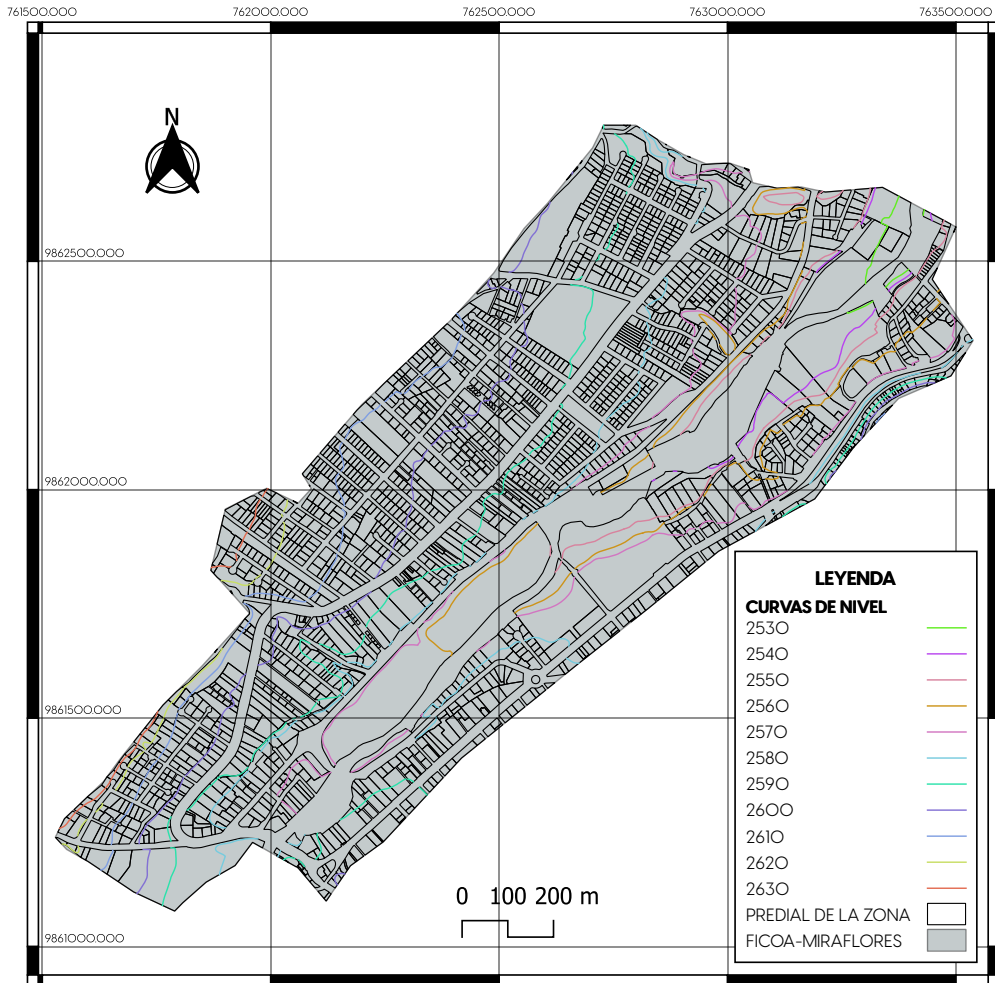 761500.000 762000.000 762500.000 763000.000 763500.000
N
9862500.000
9862000.000
9861500.000
9861000.000
0 100 200 m
LEYENDA
CURVAS DE NIVEL
2530
2540
2550
2560
2570
2580
2590
2600
2610
2620
2630
PREDIAL DE LA ZONA
FICOA-MIRAFLORES